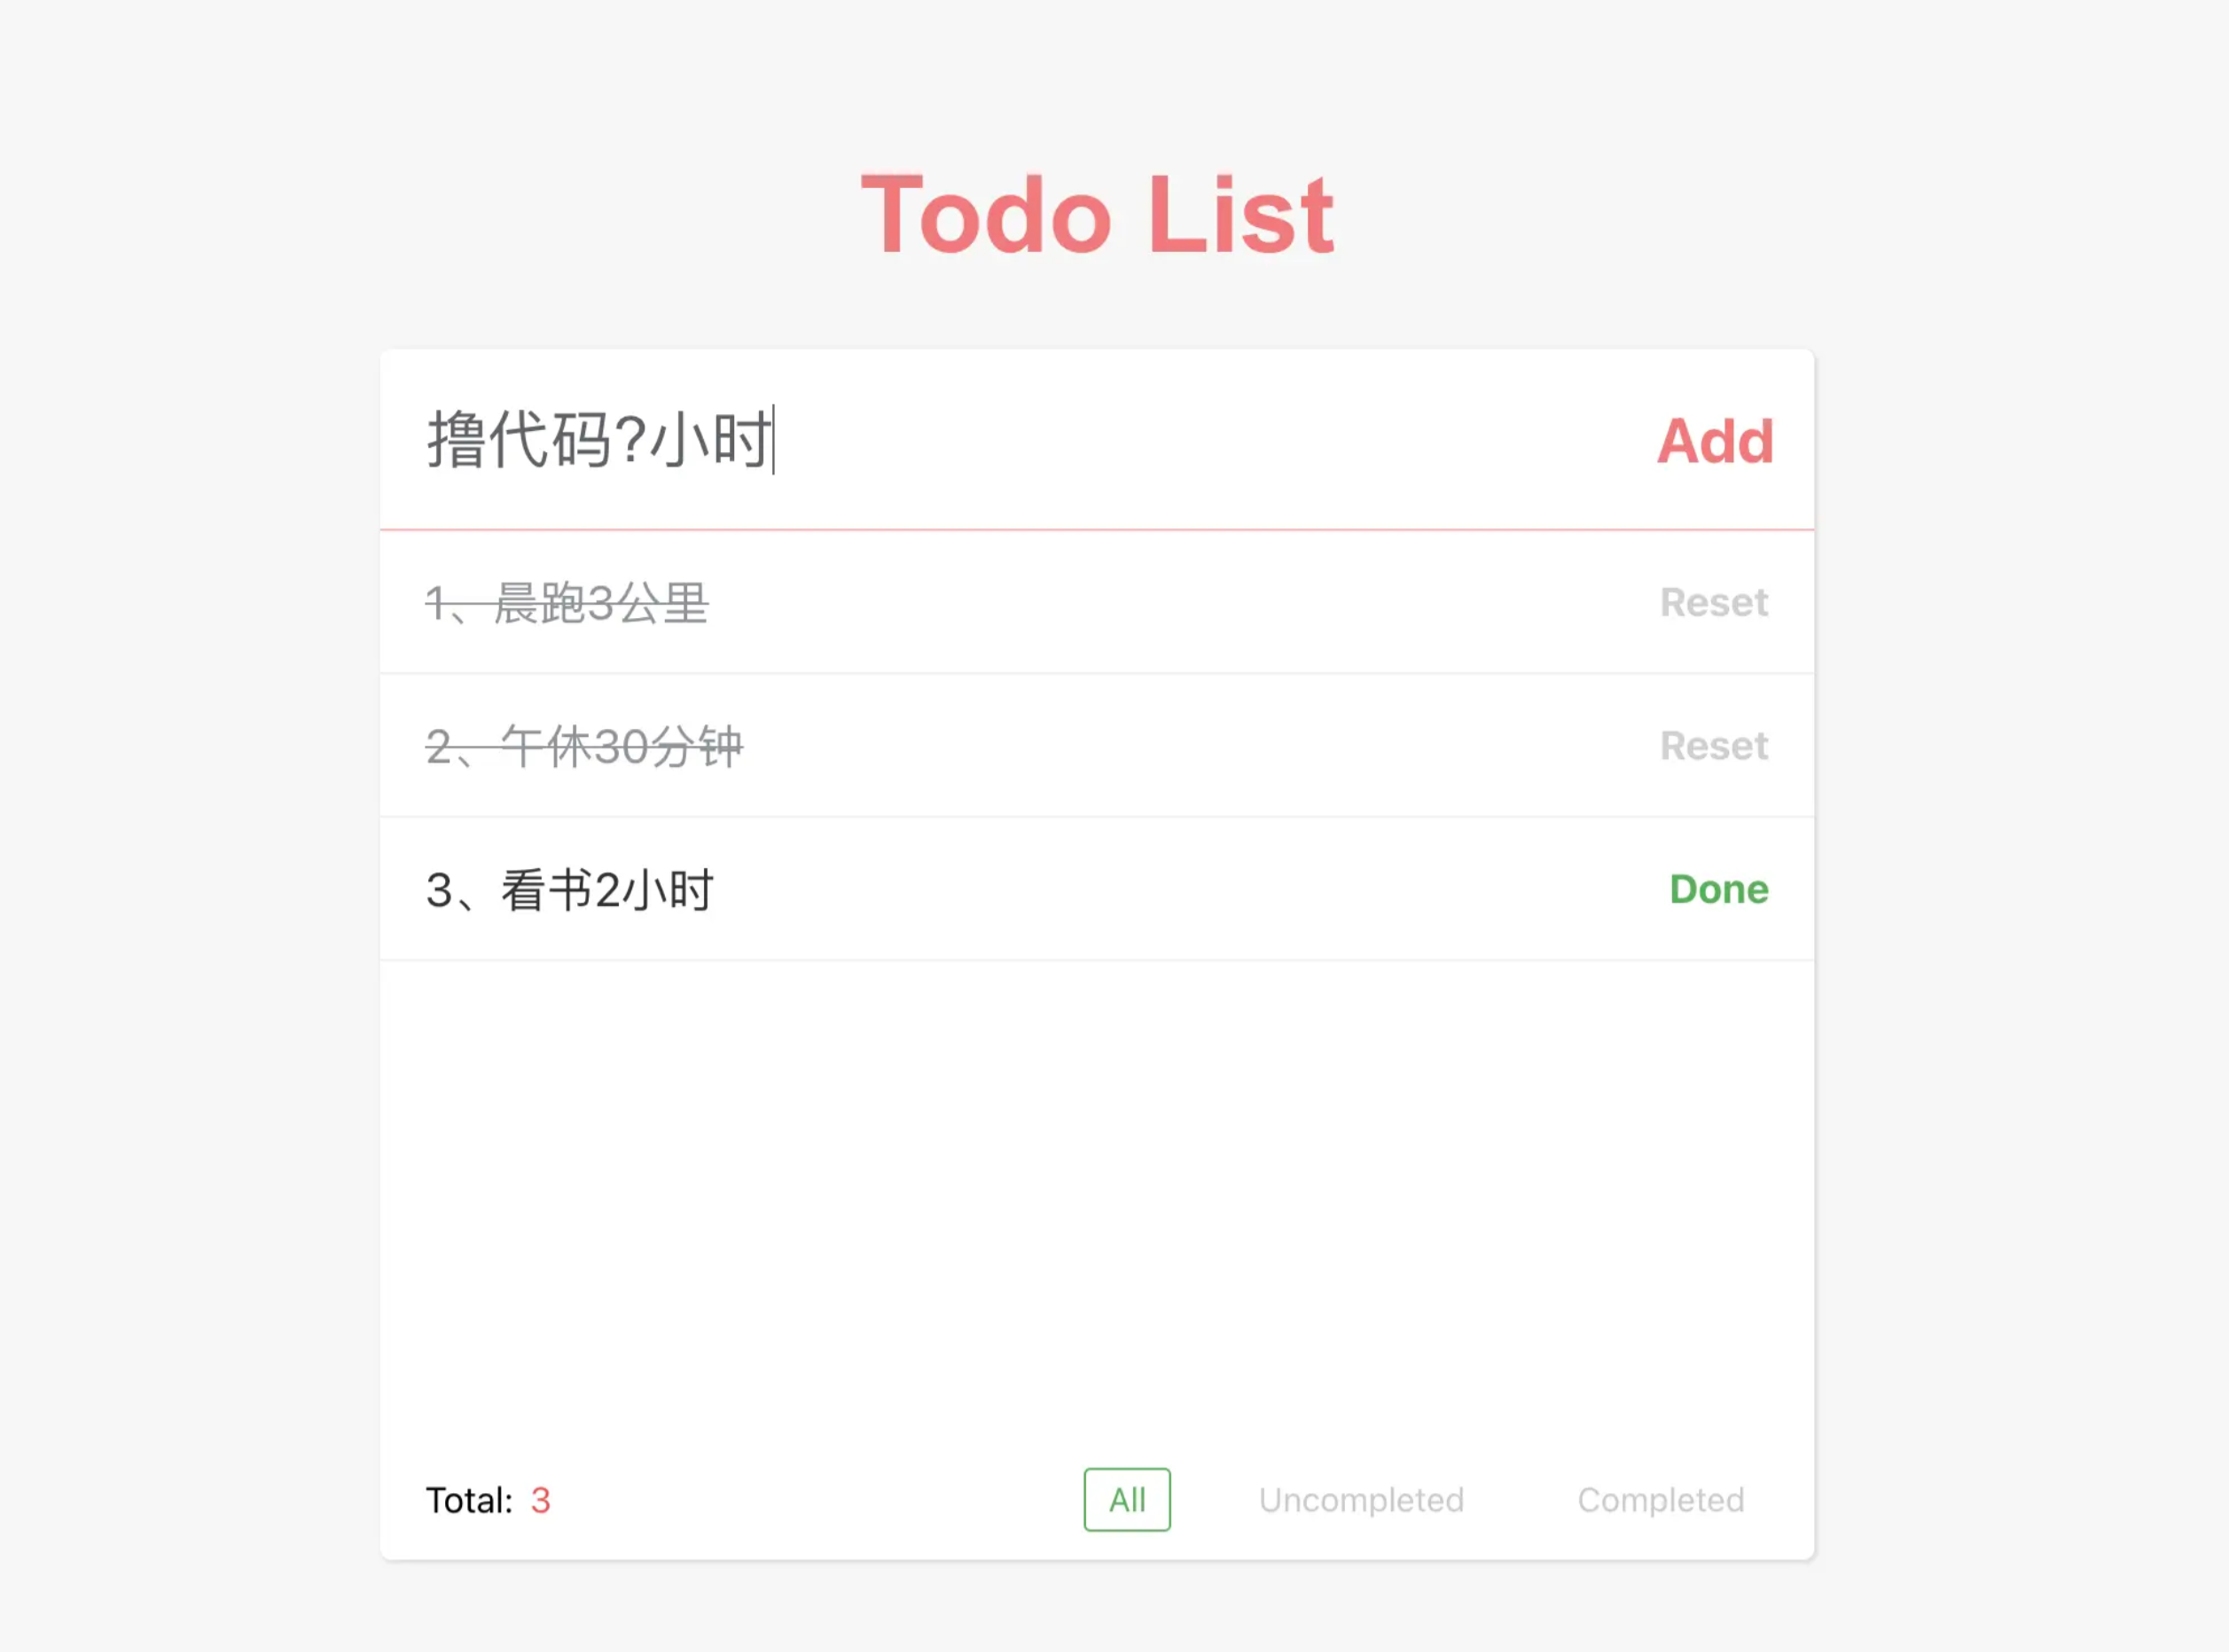 Todo List
撸代码?小时
Add
1、晨跑3公里
Reset
2、午休30分钟
Reset
3、看书2小时
Done
Total: 3
All
Uncompleted
Completed